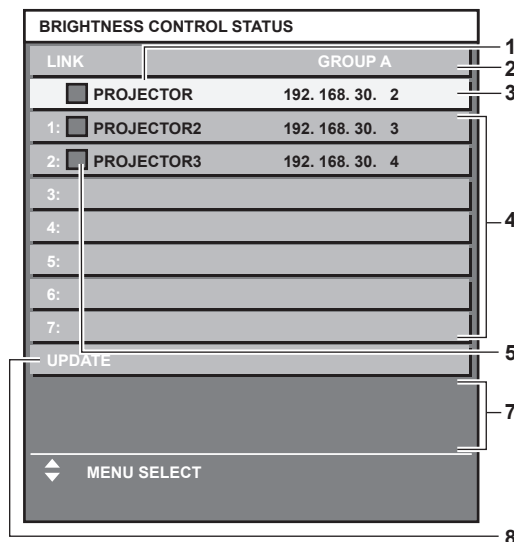 BRIGHTNESS CONTROL STATUS
LINK GROUP A
PROJECTOR 192. 168. 30. 2
1: PROJECTOR2 192. 168. 30. 3
2: PROJECTOR3 192. 168. 30. 4
3:
4:
5:
6:
7:
UPDATE
MENU SELECT
1
2
3
4
5
7
8